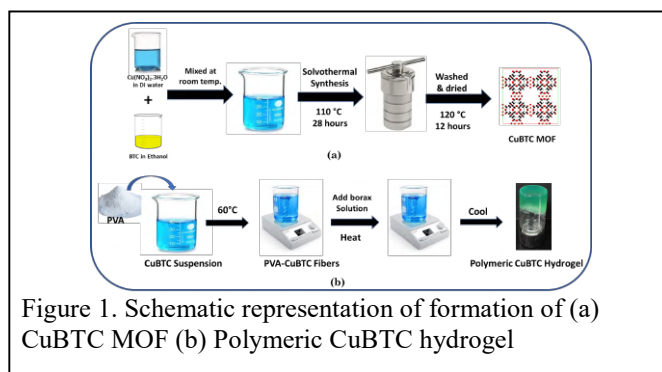 Cu(NO₃)₂.3H₂O
in DI water
+
BTC in Ethanol
Mixed at
room temp.
Solvothermal
Synthesis
110 °C
28 hours
Washed
& dried
120 °C
12 hours
CuBTC MOF
(a)
PVA
CuBTC Suspension
60°C
PVA-CuBTC Fibers
Add borax
Solution
Heat
Cool
Polymeric CuBTC Hydrogel
(b)
Figure 1. Schematic representation of formation of (a)
CuBTC MOF (b) Polymeric CuBTC hydrogel